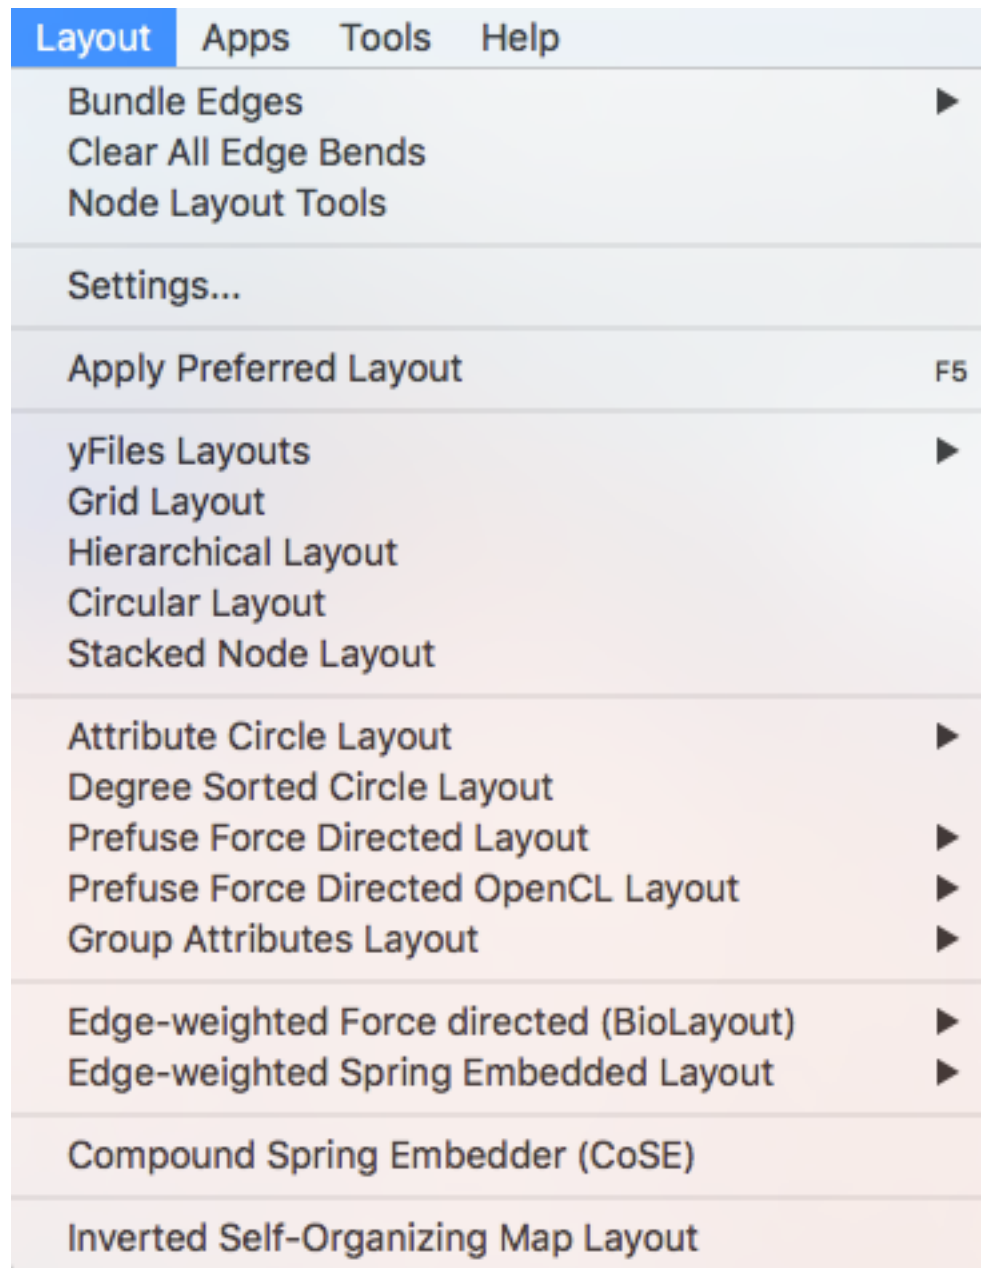 Layout Apps Tools Help
Bundle Edges
Clear All Edge Bends
Node Layout Tools
Settings...
Apply Preferred Layout F5
yFiles Layouts
Grid Layout
Hierarchical Layout
Circular Layout
Stacked Node Layout
Attribute Circle Layout
Degree Sorted Circle Layout
Prefuse Force Directed Layout
Prefuse Force Directed OpenCL Layout
Group Attributes Layout
Edge-weighted Force directed (BioLayout)
Edge-weighted Spring Embedded Layout
Compound Spring Embedder (CoSE)
Inverted Self-Organizing Map Layout